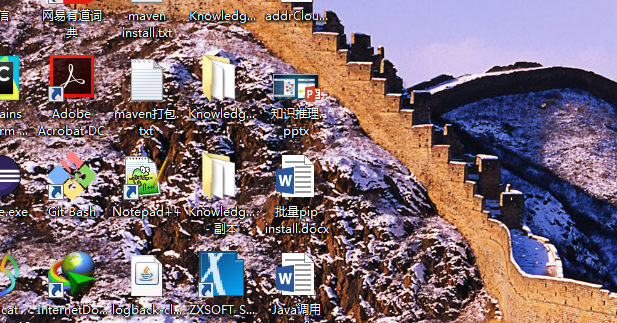 信
网易有道词
典
maven
install.txt
Knowledg...
addrClou...
ains
rm ...
Adobe
Acrobat DC
maven打包.
txt
Knowledg...
知识推理.
pptx
e.exe
Git Bash
Notepad++
Knowledg...
- 副本
批量pip
install.docx
cat...
InternetDo...
logback-cl...
ZXSOFT_S...
Java调用